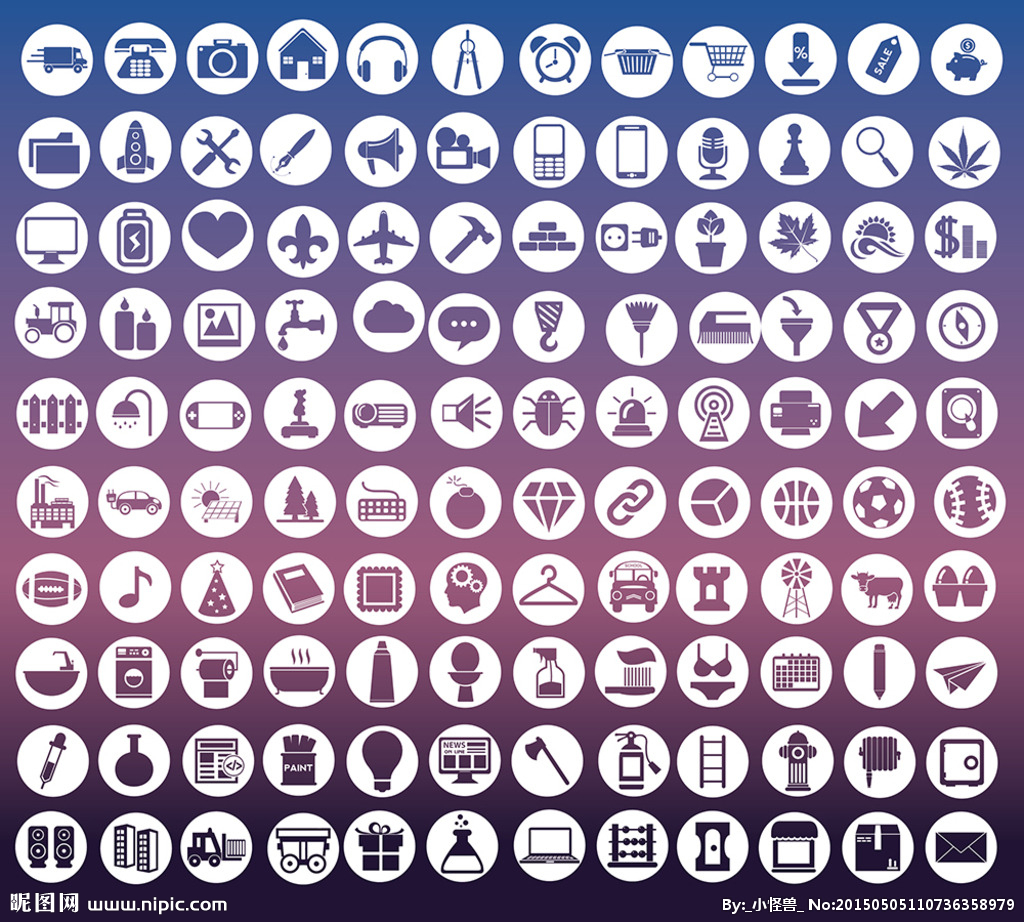 %
SALE
$
$
SCHOOL
PAINT
NEWS
ON LINE
</>
昵图网 www.nipic.com
By:_小怪兽_ No:20150505110736358979